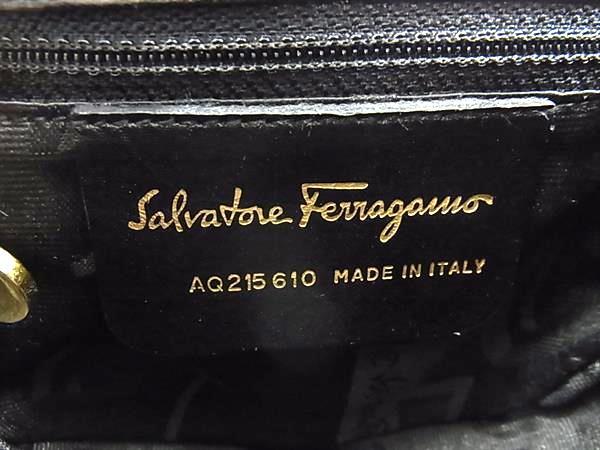 Salvatore Ferragamo
AQ215610 MADE IN ITALY